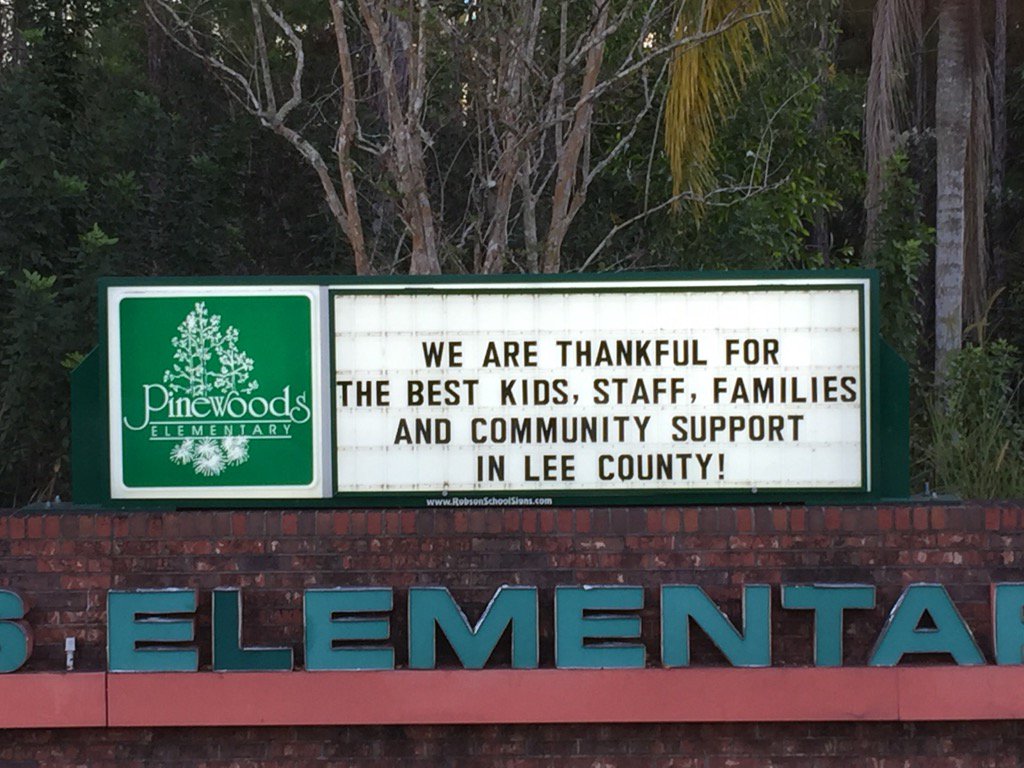 Pinewoods
ELEMENTARY
WE ARE THANKFUL FOR
THE BEST KIDS, STAFF, FAMILIES
AND COMMUNITY SUPPORT
IN LEE COUNTY!
www.RobsonSchoolSigns.com
S ELEMENTAR